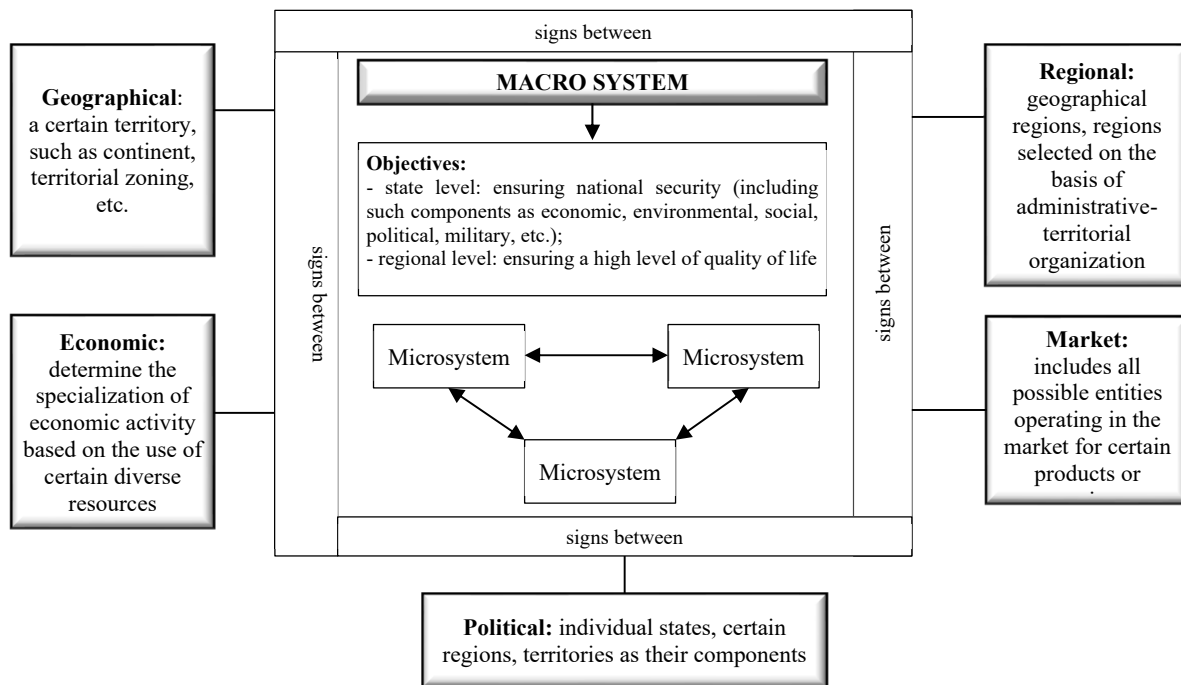 signs between
MACRO SYSTEM
Geographical:
a certain territory,
such as continent,
territorial zoning,
etc.
Regional:
geographical
regions, regions
selected on the
basis of
administrative-
territorial
organization
Objectives:
- state level: ensuring national security (including
such components as economic, environmental, social,
political, military, etc.);
- regional level: ensuring a high level of quality of life
signs between
signs between
Economic:
determine the
specialization of
economic activity
based on the use of
certain diverse
resources
Microsystem
Microsystem
Microsystem
Market:
includes all
possible entities
operating in the
market for certain
products or
signs between
Political: individual states, certain
regions, territories as their components